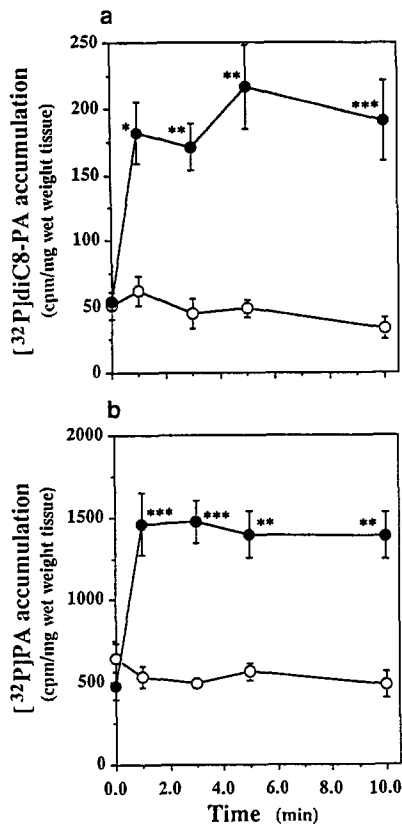 a
[32P]diC8-PA accumulation
(cpm/mg wet weight tissue)
250
200
150
100
50
0
*
**
**
***
b
[32P]PA accumulation
(cpm/mg wet weight tissue)
2000
1500
1000
500
0
***
***
**
**
0.0 2.0 4.0 6.0 8.0 10.0
Time (min)